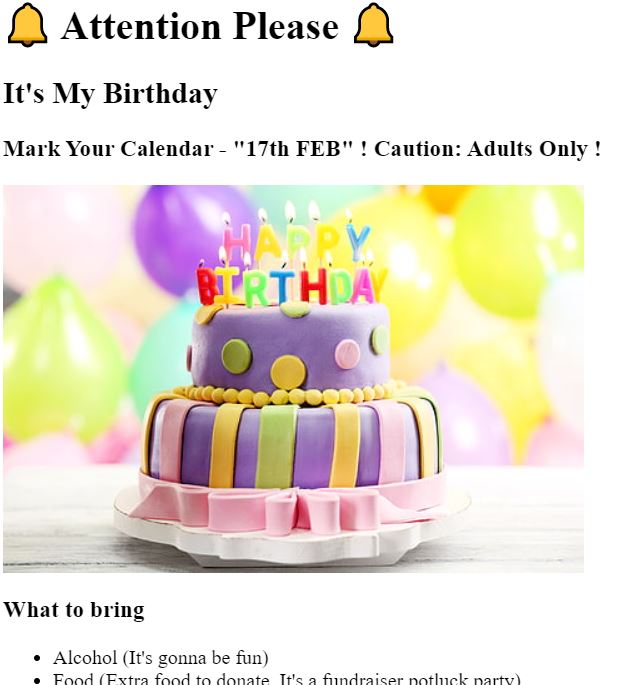 🔔 Attention Please 🔔
It's My Birthday
Mark Your Calendar - "17th FEB" ! Caution: Adults Only !
HAPPY
BIRTHDAY
What to bring
• Alcohol (It's gonna be fun)
• Food (Extra food to donate. It's a fundraiser potluck party)